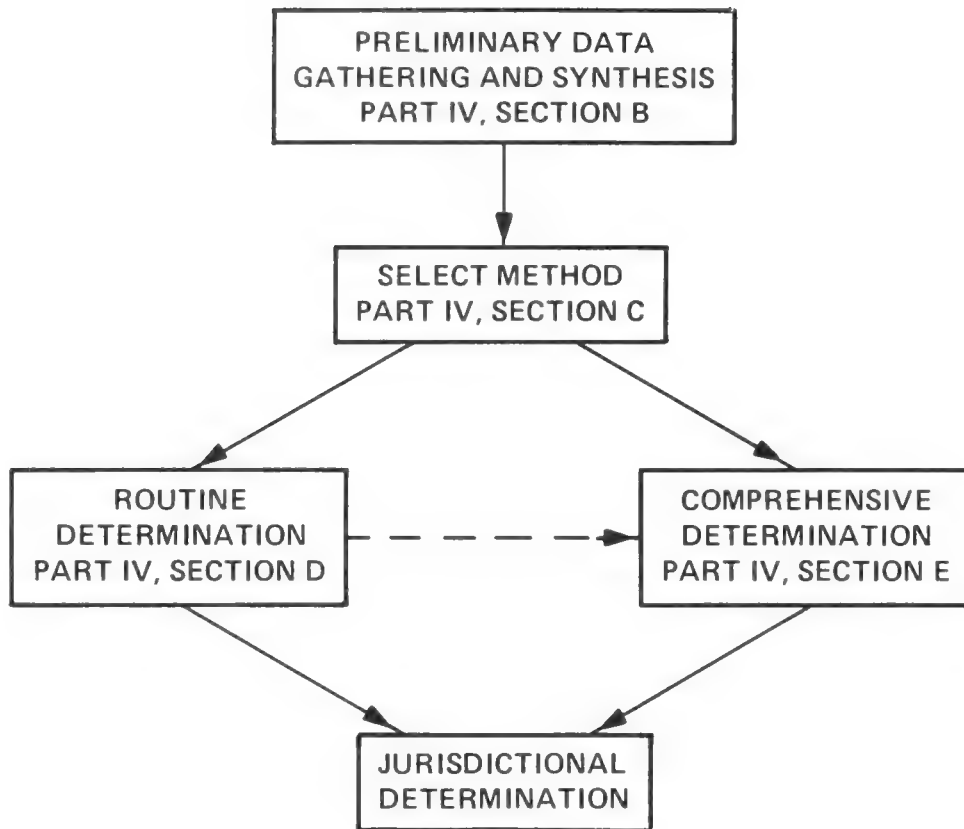 PRELIMINARY DATA
GATHERING AND SYNTHESIS
PART IV, SECTION B
SELECT METHOD
PART IV, SECTION C
ROUTINE
DETERMINATION
PART IV, SECTION D
COMPREHENSIVE
DETERMINATION
PART IV, SECTION E
JURISDICTIONAL
DETERMINATION